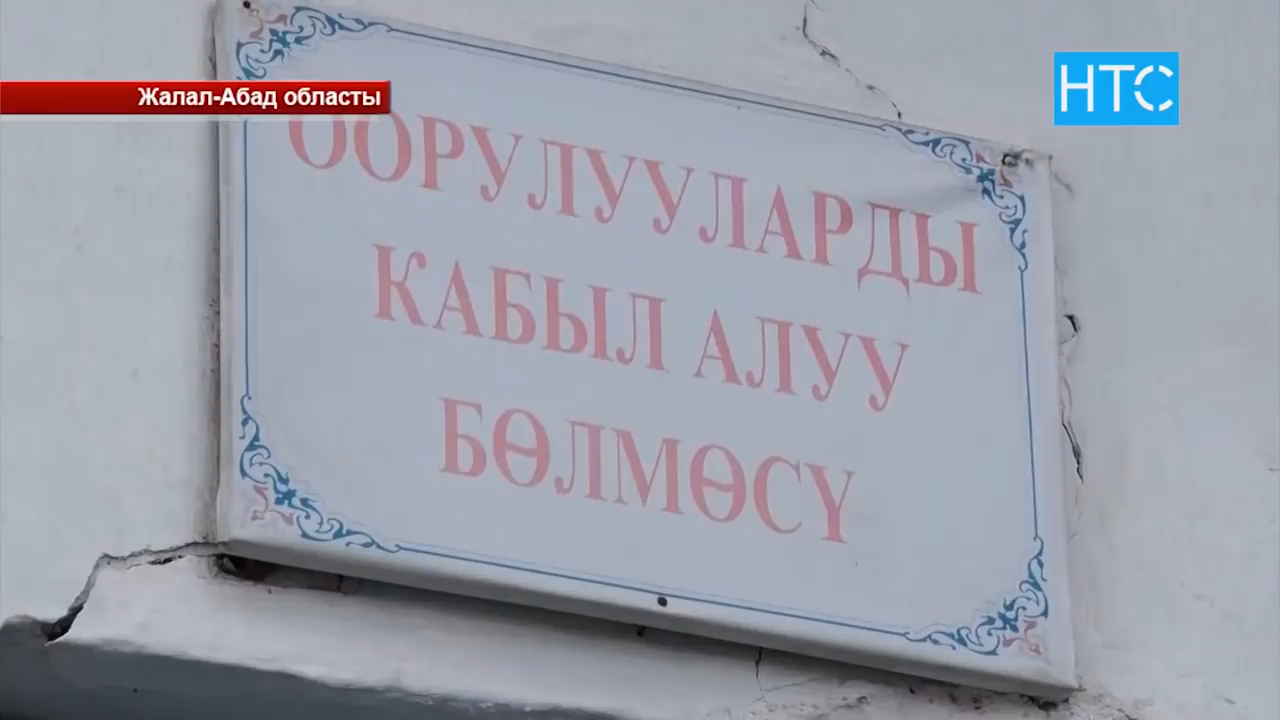 Жалал-Абад областы
НТС
ООРУЛУУЛАРДЫ
КАБЫЛ АЛУУ
БӨЛМӨСҮ